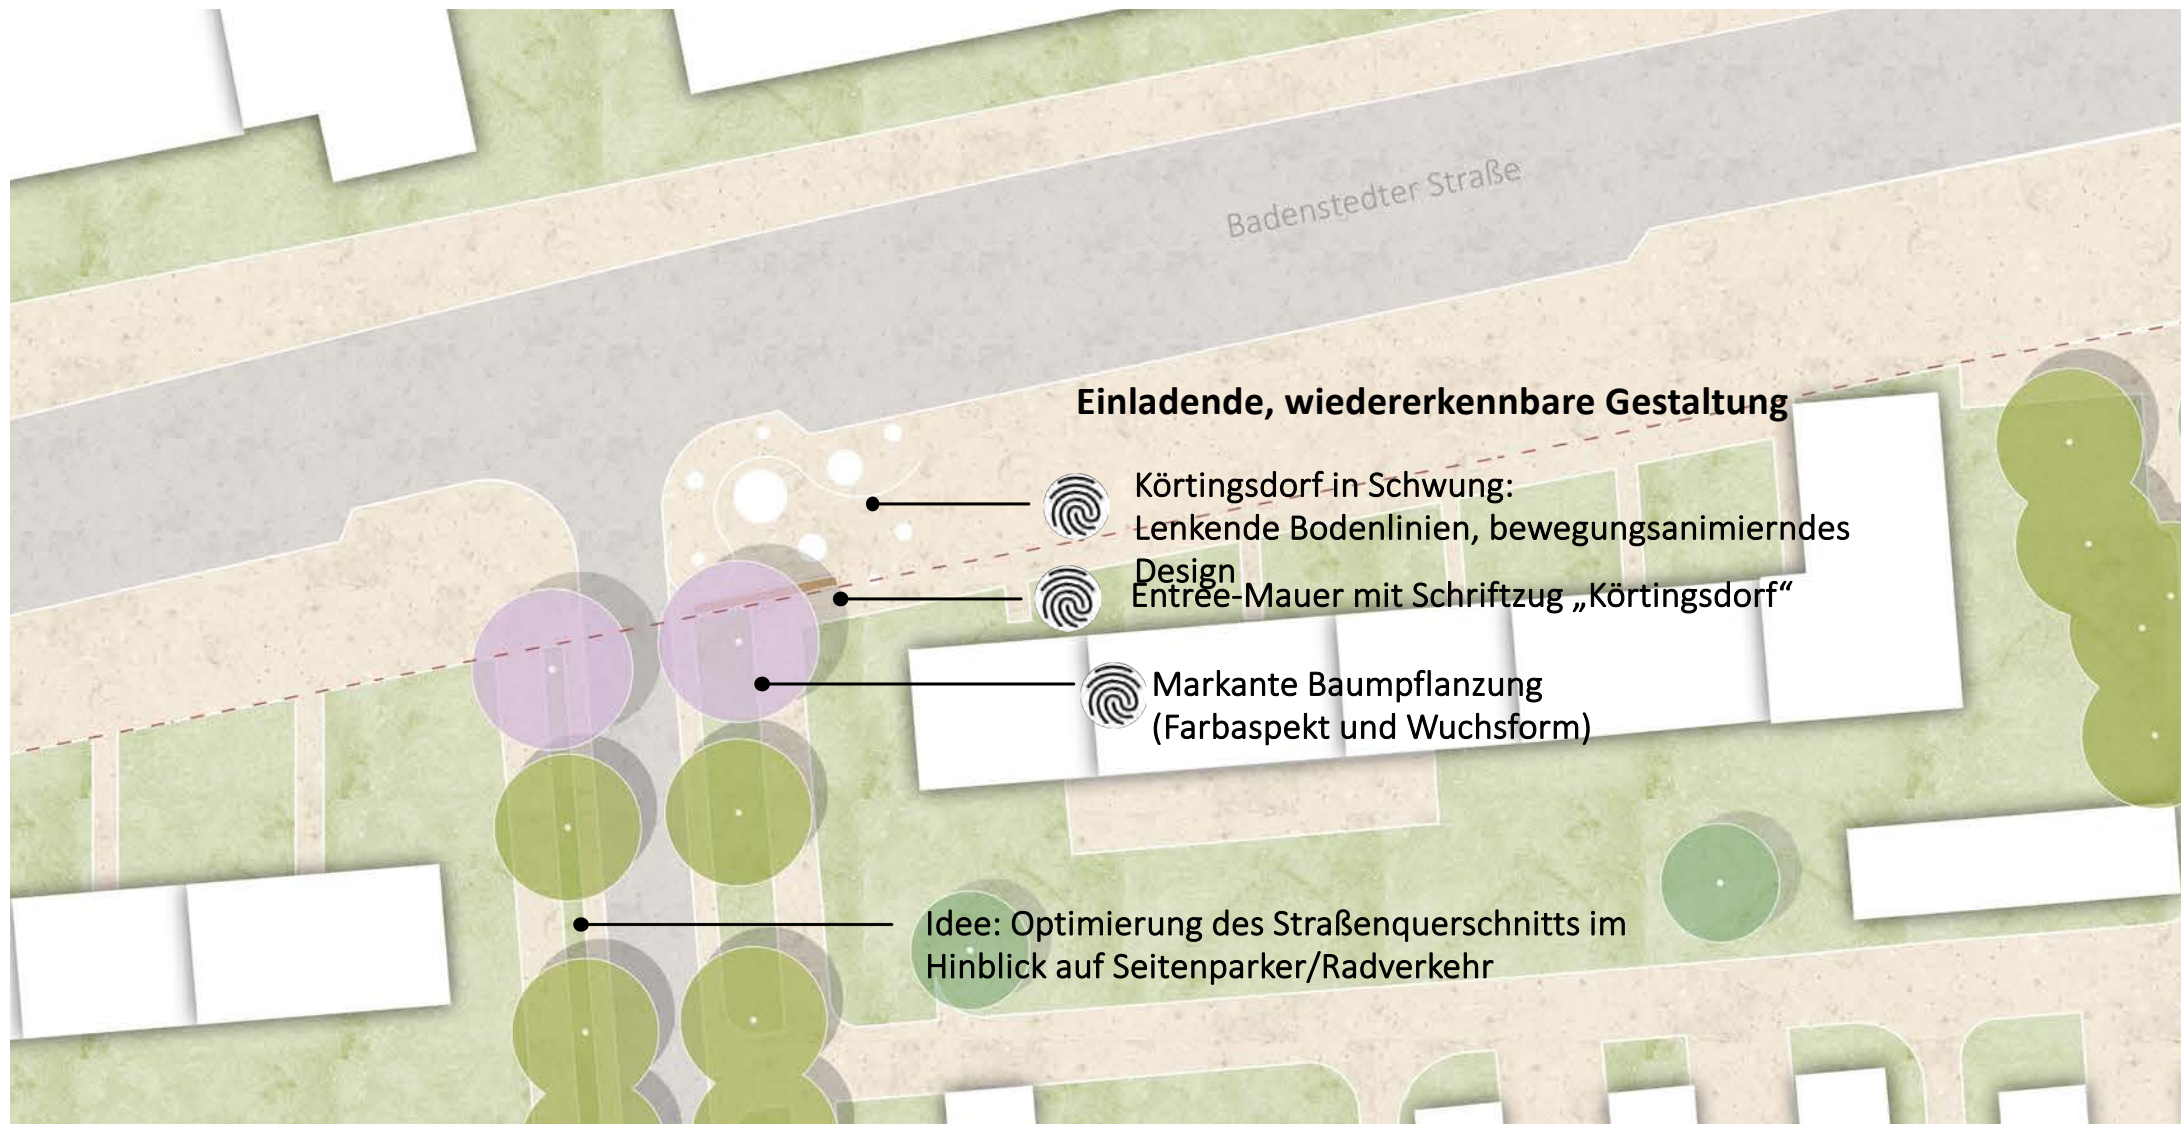 Badenstedter Straße
Einladende, wiedererkennbare Gestaltung
Körtingsdorf in Schwung:
Lenkende Bodenlinien, bewegungsanimierndes
Design
Entrée-Mauer mit Schriftzug „Körtingsdorf“
Markante Baumpflanzung
(Farbaspekt und Wuchsform)
Idee: Optimierung des Straßenquerschnitts im
Hinblick auf Seitenparker/Radverkehr